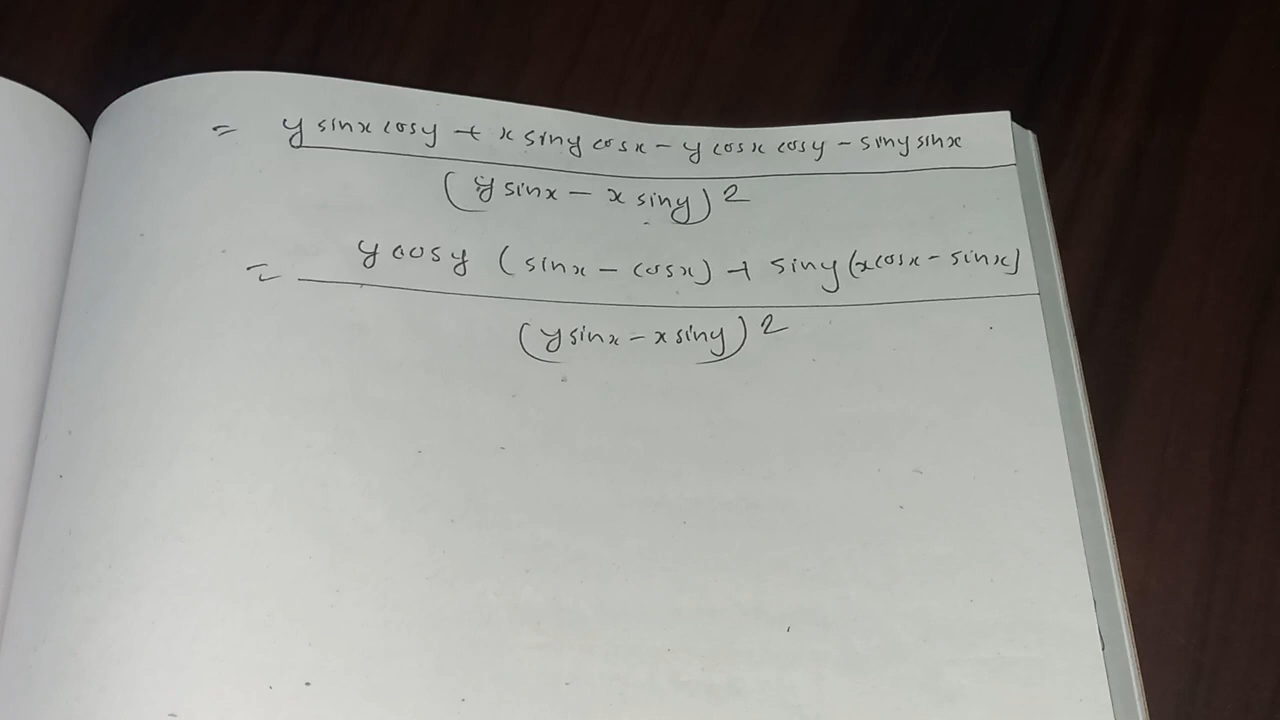 = y sinx cosy + x siny cosx - y cosx cosy - siny sinx
(y sinx - x siny)2
= y cosy (sinx - cosx) + siny (xcosx - sinx)
(y sinx - x siny)2